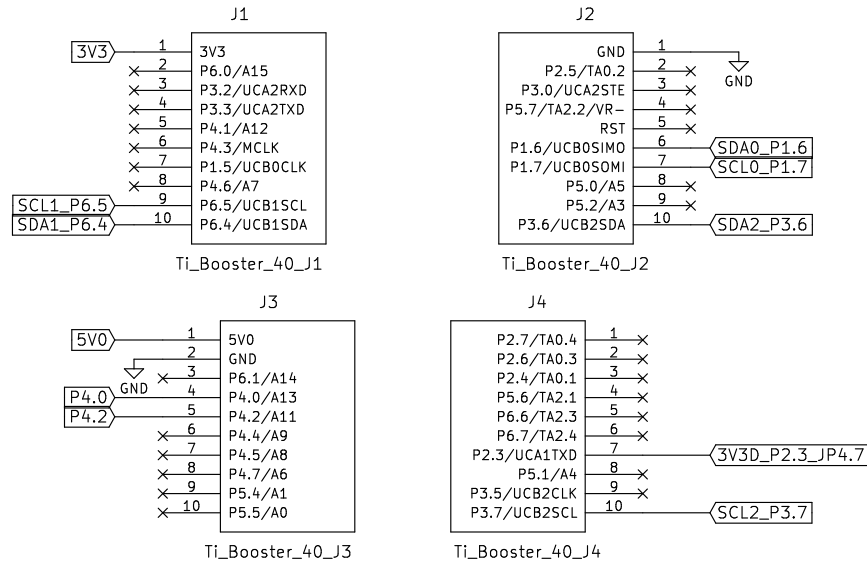 J1
3V3 1 3V3
2 P6.0/A15
3 P3.2/UCA2RXD
4 P3.3/UCA2TXD
5 P4.1/A12
6 P4.3/MCLK
7 P1.5/UCB0CLK
8 P4.6/A7
SCL1_P6.5 9 P6.5/UCB1SCL
SDA1_P6.4 10 P6.4/UCB1SDA
Ti_Booster_40_J1
J2
GND 1
GND
P2.5/TA0.2 2
P3.0/UCA2STE 3
P5.7/TA2.2/VR- 4
RST 5
P1.6/UCB0SIMO 6 SDA0_P1.6
P1.7/UCB0SOMI 7 SCL0_P1.7
P5.0/A5 8
P5.2/A3 9
P3.6/UCB2SDA 10 SDA2_P3.6
Ti_Booster_40_J2
J3
5V0 1 5V0
2 GND
GND
3 P6.1/A14
P4.0 4 P4.0/A13
P4.2 5 P4.2/A11
6 P4.4/A9
7 P4.5/A8
8 P4.7/A6
9 P5.4/A1
10 P5.5/A0
Ti_Booster_40_J3
J4
P2.7/TA0.4 1
P2.6/TA0.3 2
P2.4/TA0.1 3
P5.6/TA2.1 4
P6.6/TA2.3 5
P6.7/TA2.4 6
P2.3/UCA1TXD 7 3V3D_P2.3_JP4.7
P5.1/A4 8
P3.5/UCB2CLK 9
P3.7/UCB2SCL 10 SCL2_P3.7
Ti_Booster_40_J4